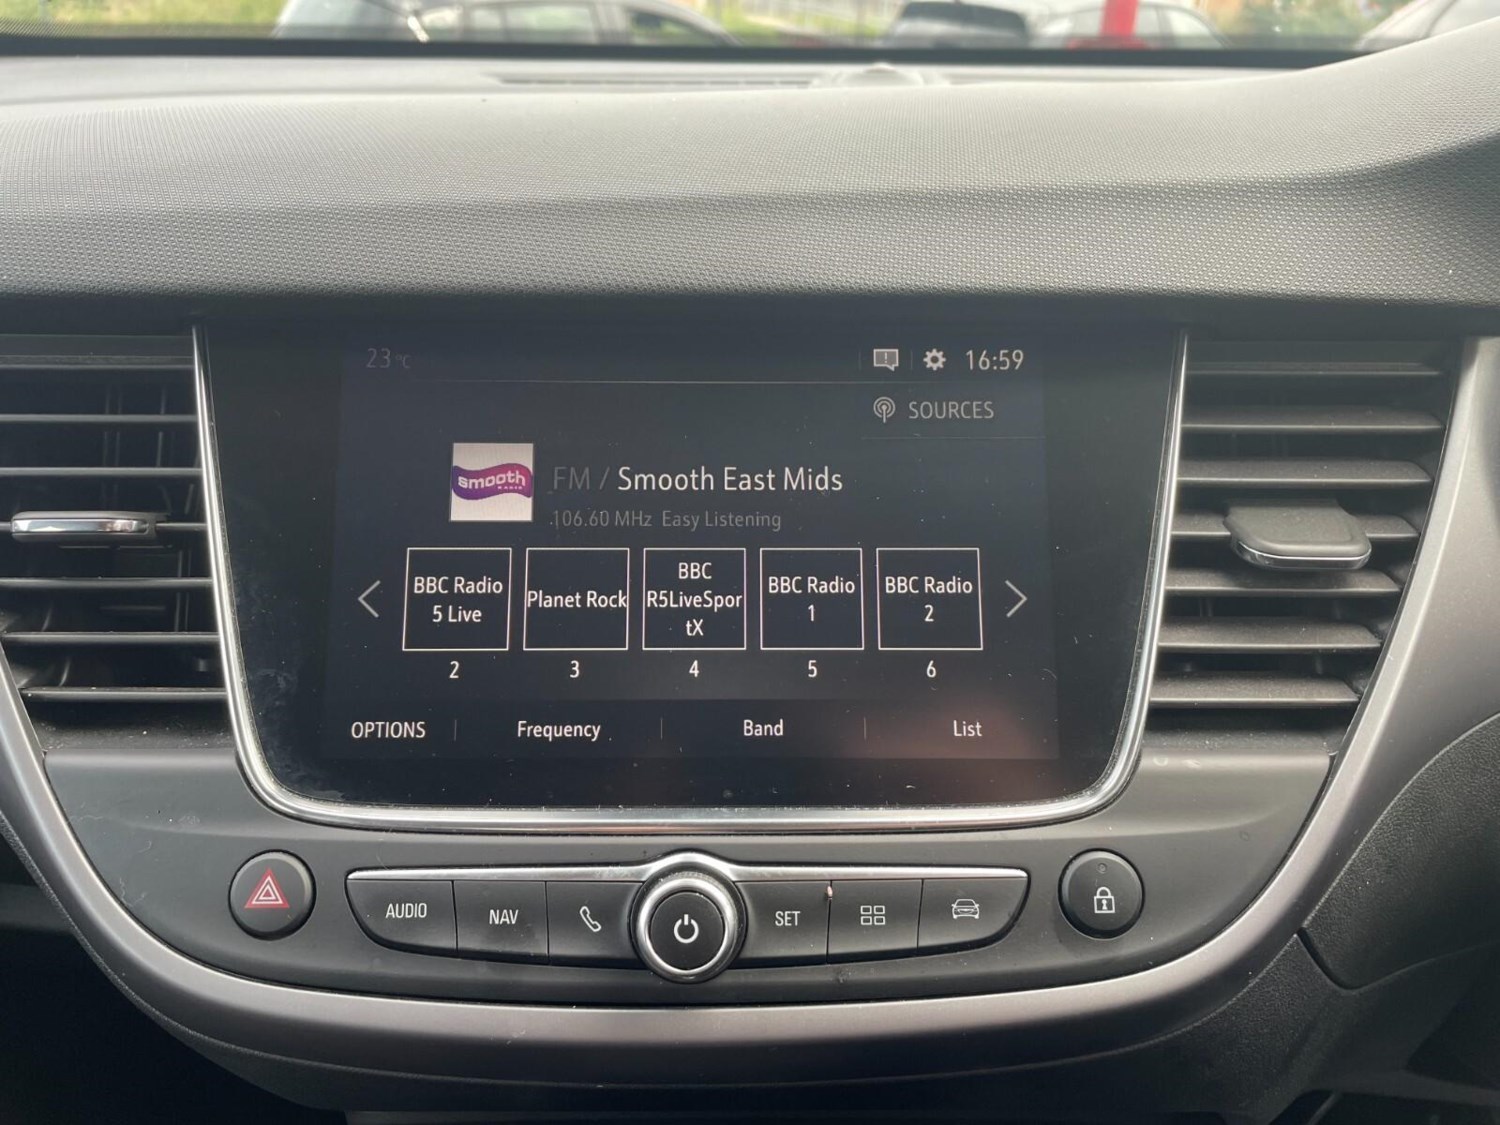 23 °C
16:59
SOURCES
smooth
RADIO
FM / Smooth East Mids
106.60 MHz Easy Listening
BBC Radio
5 Live
Planet Rock
BBC
R5LiveSpor
tX
BBC Radio
1
BBC Radio
2
2
3
4
5
6
OPTIONS
Frequency
Band
List
AUDIO
NAV
SET